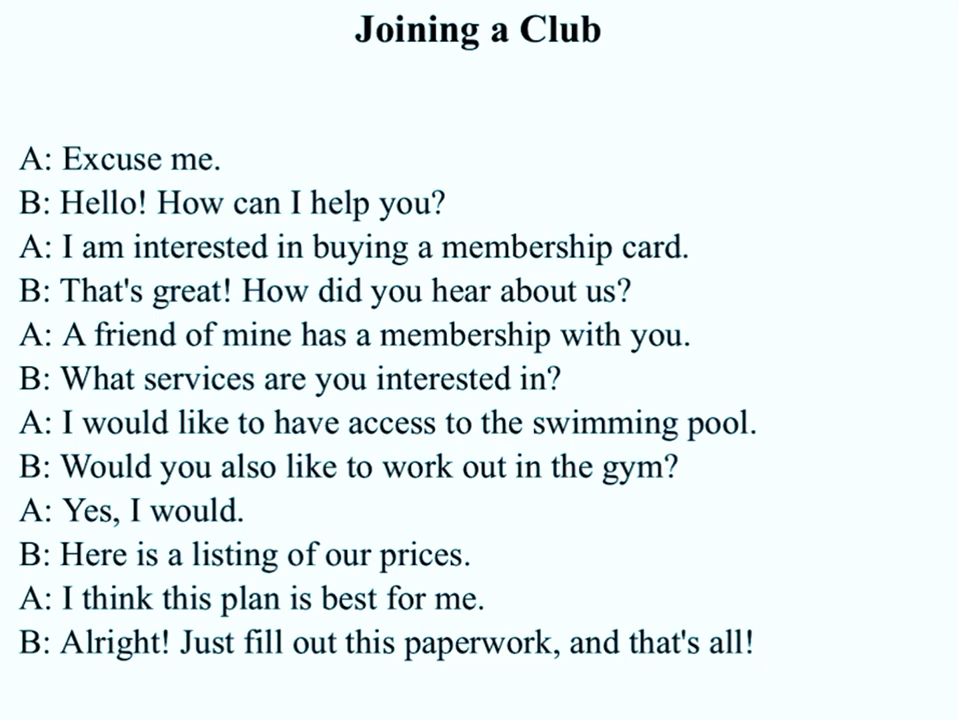 Joining a Club
A: Excuse me.
B: Hello! How can I help you?
A: I am interested in buying a membership card.
B: That's great! How did you hear about us?
A: A friend of mine has a membership with you.
B: What services are you interested in?
A: I would like to have access to the swimming pool.
B: Would you also like to work out in the gym?
A: Yes, I would.
B: Here is a listing of our prices.
A: I think this plan is best for me.
B: Alright! Just fill out this paperwork, and that's all!